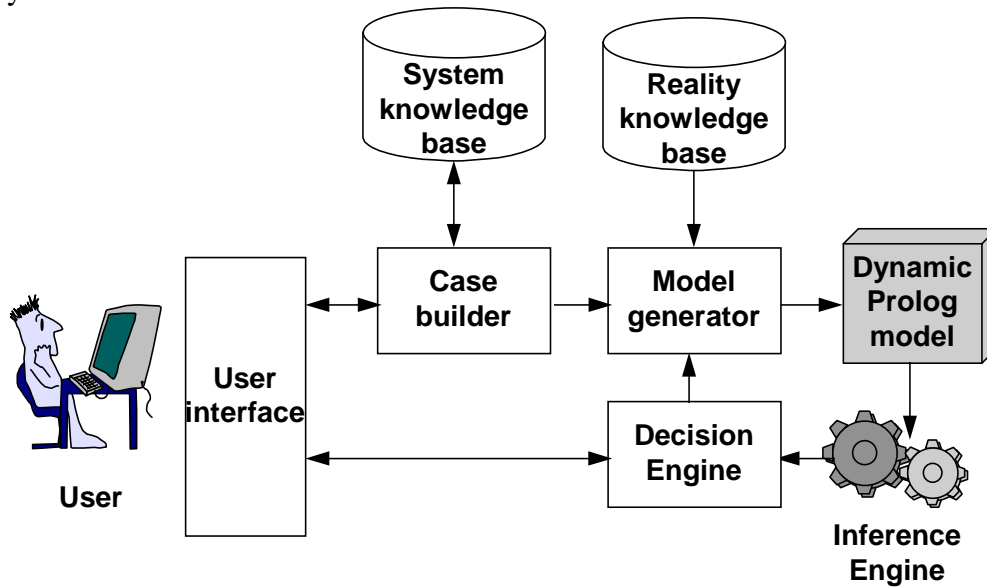 System
knowledge
base
Reality
knowledge
base
Case
builder
Model
generator
Dynamic
Prolog
model
User
interface
Decision
Engine
User
Inference
Engine